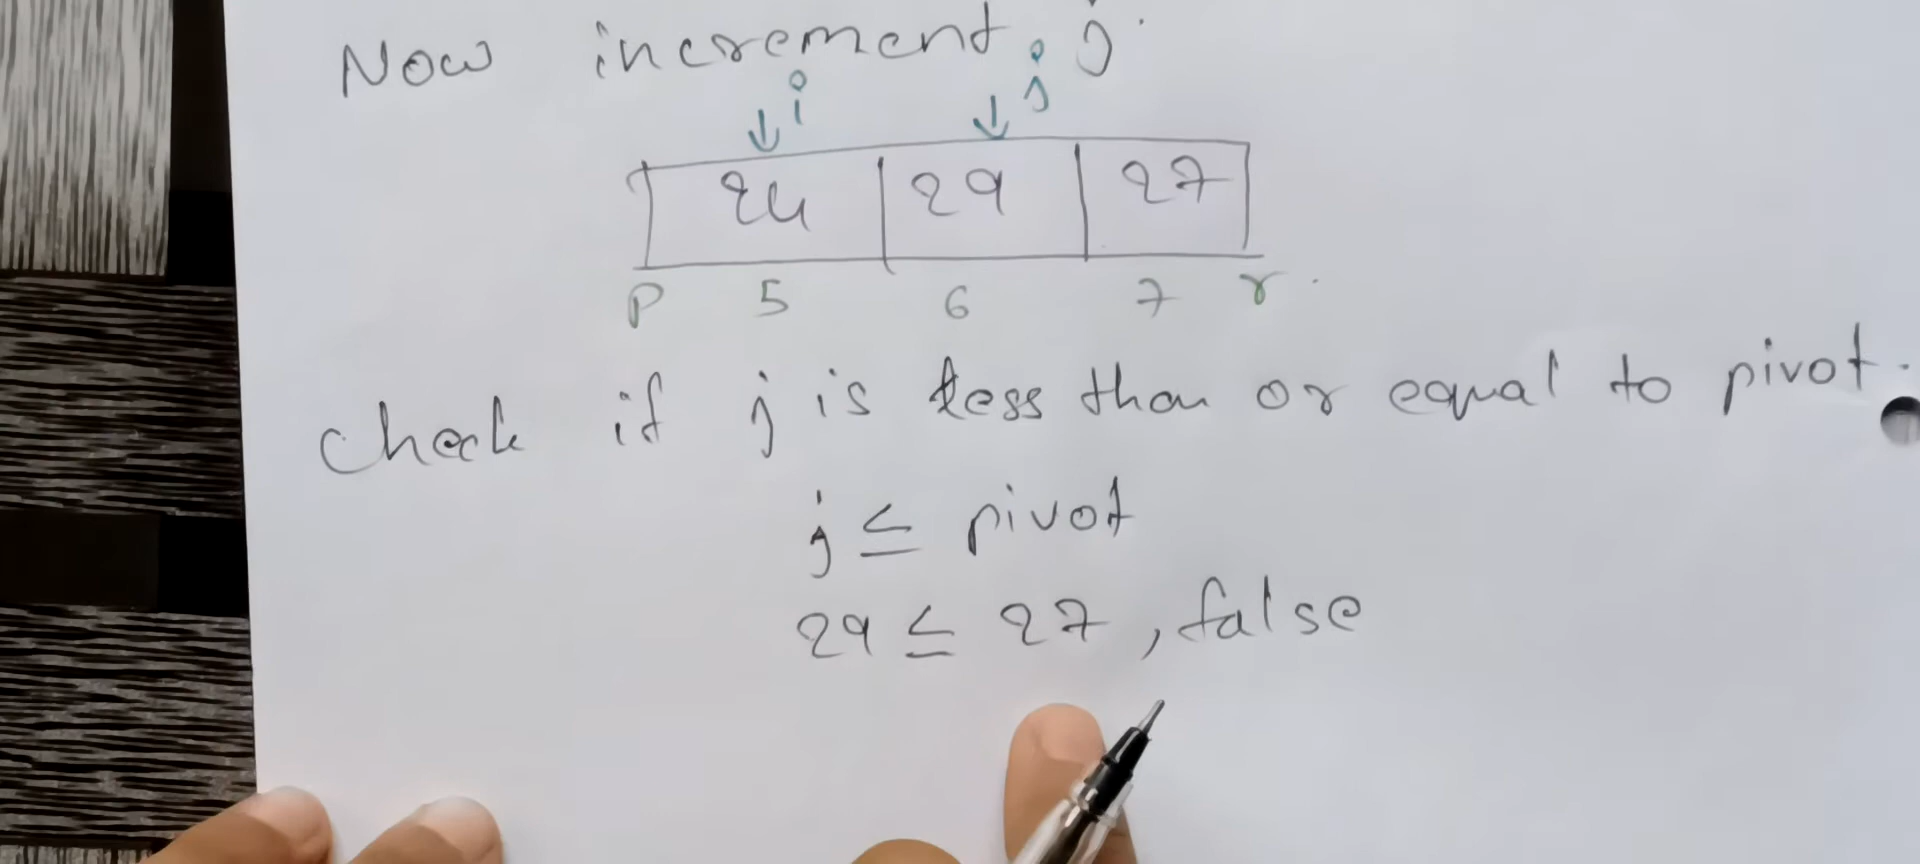 Now increment j.
i j
24 29 27
P 5 6 7 r.
check if j is less than or equal to pivot.
j ≤ pivot
29 ≤ 27, false